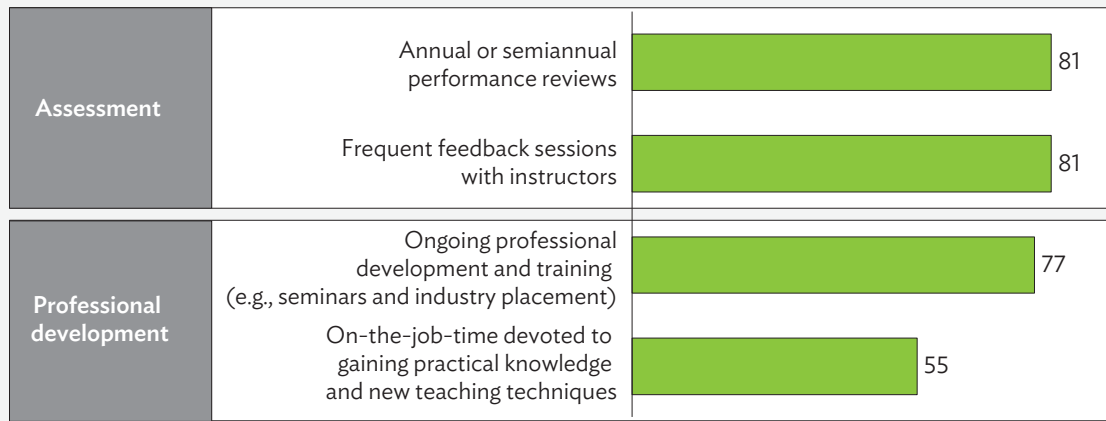 Assessment
Annual or semiannual
performance reviews
81
Frequent feedback sessions
with instructors
81
Professional
development
Ongoing professional
development and training
(e.g., seminars and industry placement)
77
On-the-job-time devoted to
gaining practical knowledge
and new teaching techniques
55